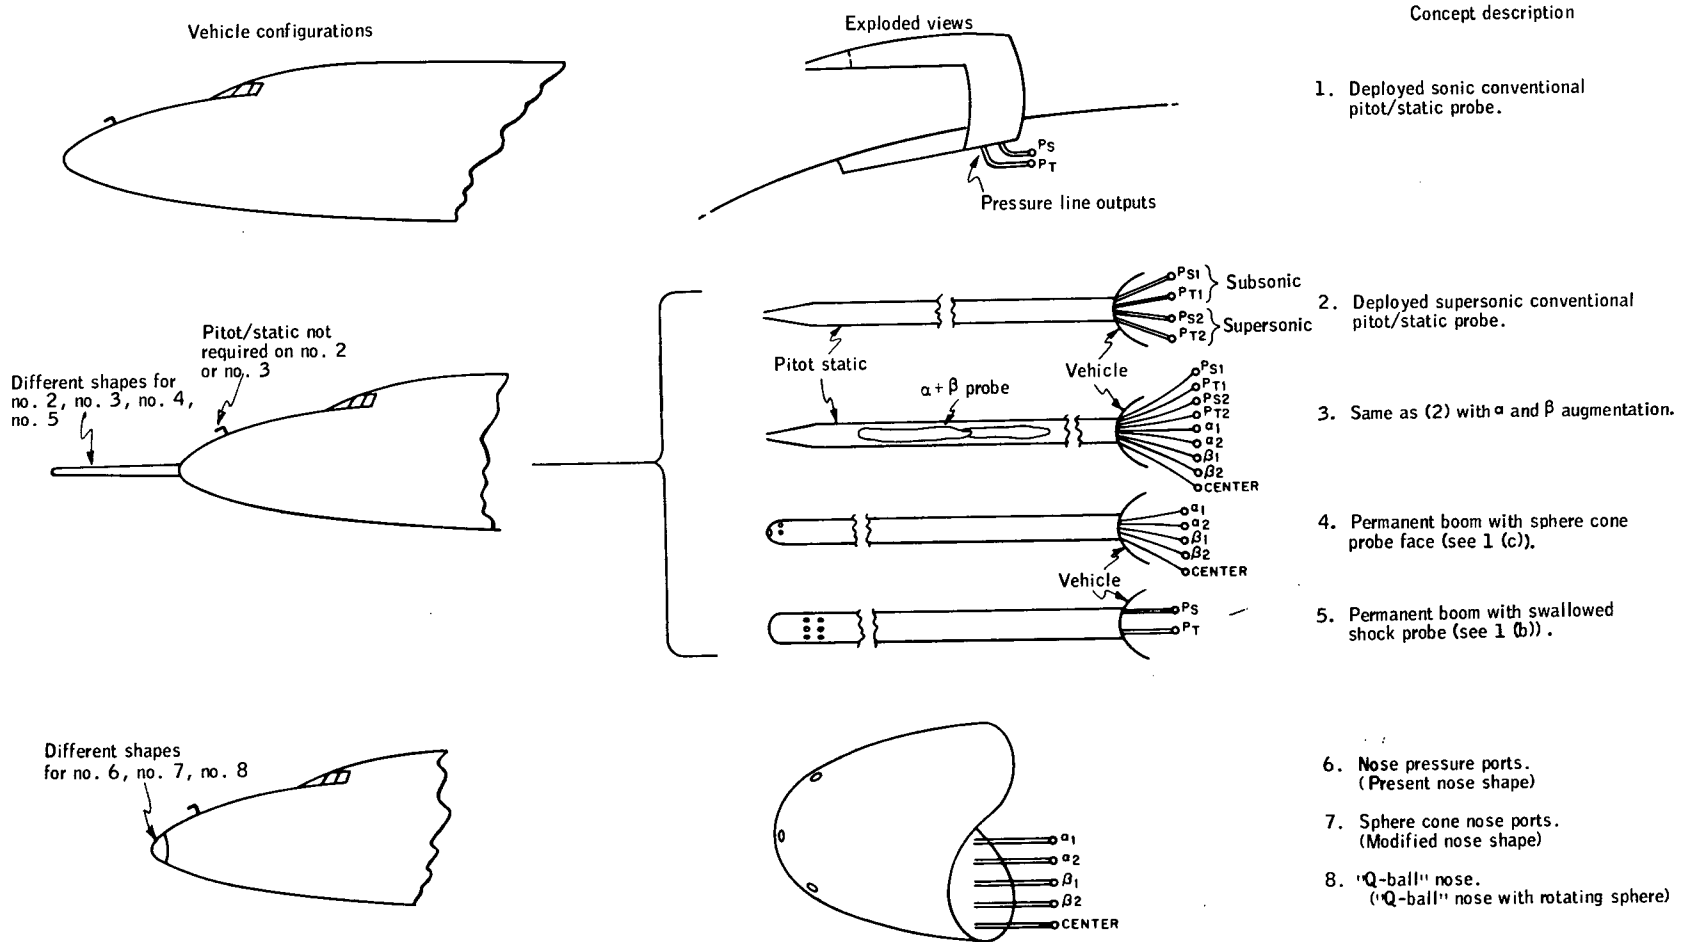 Vehicle configurations
Exploded views
Concept description
PS
PT
Pressure line outputs
1. Deployed sonic conventional
pitot/static probe.
Pitot/static not
required on no. 2
or no. 3
Different shapes for
no. 2, no. 3, no. 4,
no. 5
PS1
PT1
Subsonic
PS2
PT2
Supersonic
Pitot static
Vehicle
2. Deployed supersonic conventional
pitot/static probe.
α + β probe
PS1
PT1
PS2
PT2
α1
α2
β1
β2
CENTER
3. Same as (2) with α and β augmentation.
α1
α2
β1
β2
CENTER
Vehicle
4. Permanent boom with sphere cone
probe face (see 1 (c)).
PS
PT
5. Permanent boom with swallowed
shock probe (see 1 (b)).
Different shapes
for no. 6, no. 7, no. 8
α1
α2
β1
β2
CENTER
6. Nose pressure ports.
(Present nose shape)
7. Sphere cone nose ports.
(Modified nose shape)
8. "Q-ball" nose.
("Q-ball" nose with rotating sphere)